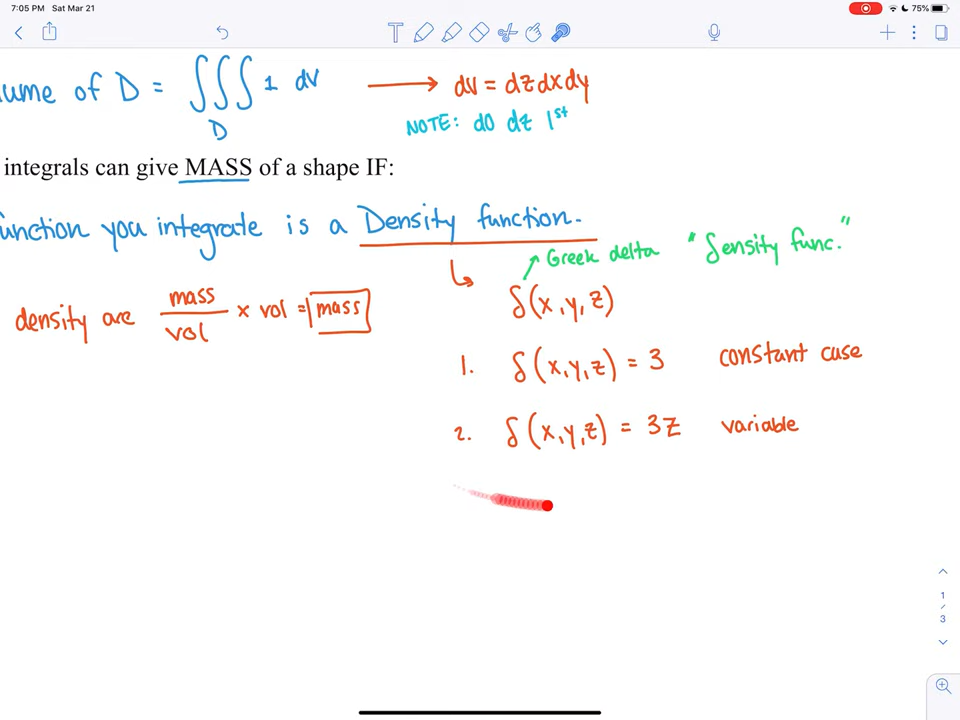 7:05 PM Sat Mar 21
75%
T
ume of D = ∭ 1 dV → dV = dz dx dy
D
NOTE: do dz 1st
integrals can give MASS of a shape IF:
unction you integrate is a Density function.
Greek delta "Density func."
δ(x,y,z)
density are mass/vol × vol = mass
1. δ(x,y,z) = 3 constant case
2. δ(x,y,z) = 3z variable
1
/
3